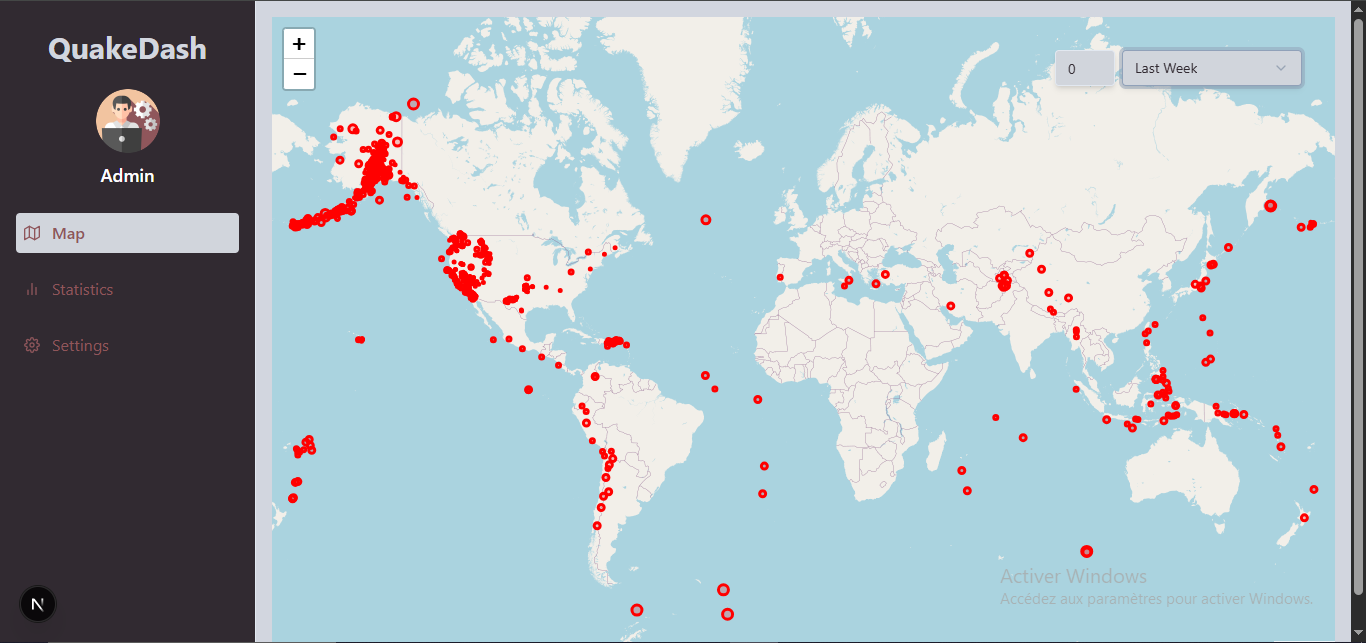 QuakeDash
Admin
Map
Statistics
Settings
N
+
−
0
Last Week
Activer Windows
Accédez aux paramètres pour activer Windows.